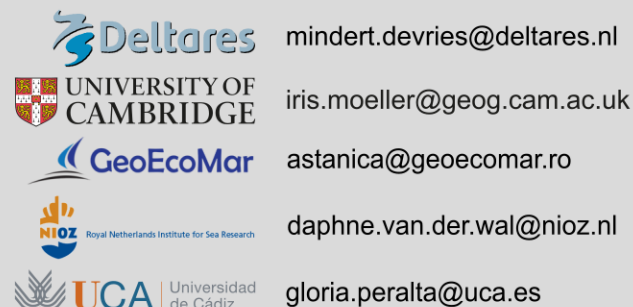 Deltares mindert.devries@deltares.nl
UNIVERSITY OF
CAMBRIDGE iris.moeller@geog.cam.ac.uk
GeoEcoMar astanica@geoecomar.ro
NIOZ Royal Netherlands Institute for Sea Research daphne.van.der.wal@nioz.nl
UCA Universidad
de Cádiz gloria.peralta@uca.es